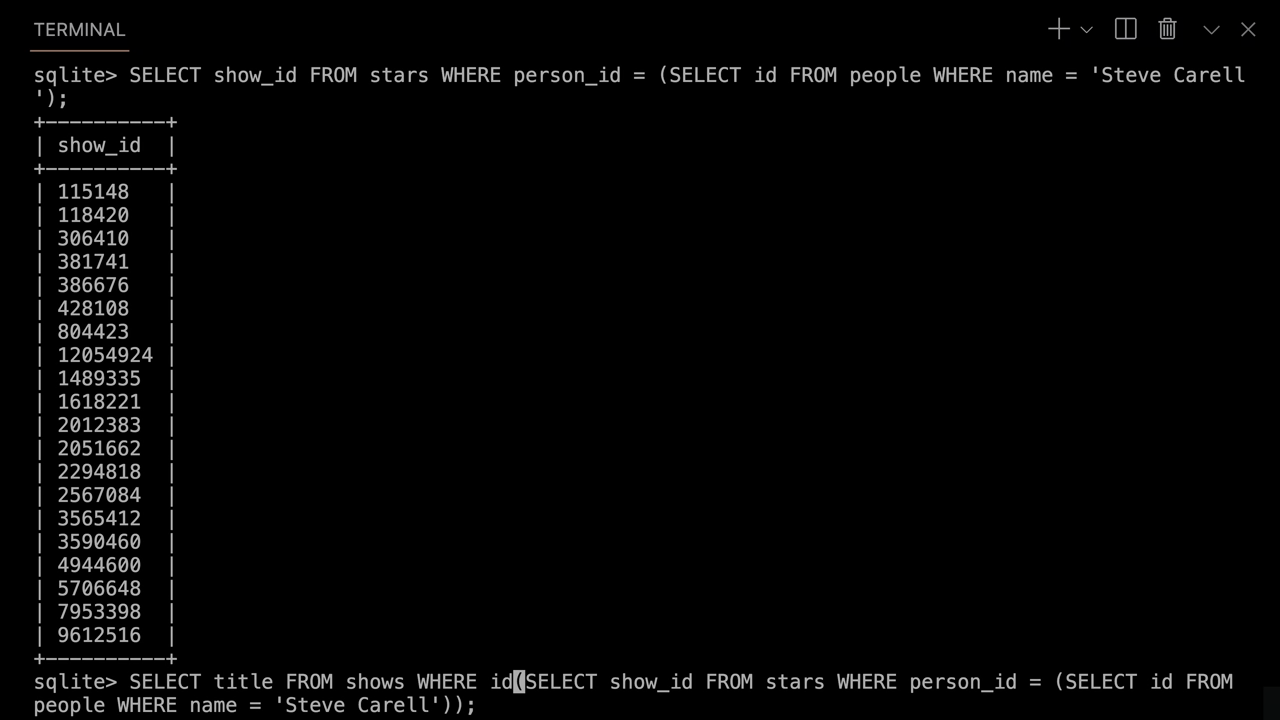 TERMINAL
sqlite> SELECT show_id FROM stars WHERE person_id = (SELECT id FROM people WHERE name = 'Steve Carell
');
+----------+
| show_id  |
+----------+
| 115148   |
| 118420   |
| 306410   |
| 381741   |
| 386676   |
| 428108   |
| 804423   |
| 12054924 |
| 1489335  |
| 1618221  |
| 2012383  |
| 2051662  |
| 2294818  |
| 2567084  |
| 3565412  |
| 3590460  |
| 4944600  |
| 5706648  |
| 7953398  |
| 9612516  |
+----------+
sqlite> SELECT title FROM shows WHERE id(SELECT show_id FROM stars WHERE person_id = (SELECT id FROM
people WHERE name = 'Steve Carell'));